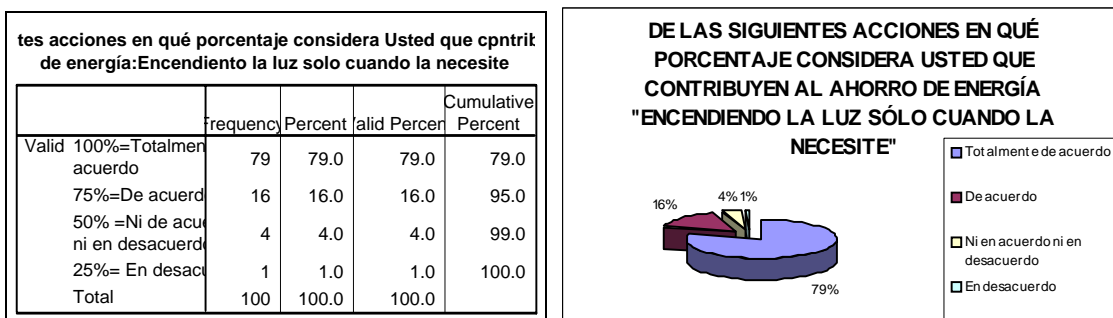 tes acciones en qué porcentaje considera Usted que cpntrib
de energía:Encendiento la luz solo cuando la necesite
Frequency Percent Valid Percen Cumulative Percent
Valid 100%=Totalmen acuerdo 79 79.0 79.0 79.0
75%=De acuerd 16 16.0 16.0 95.0
50% =Ni de acue ni en desacuerdo 4 4.0 4.0 99.0
25%= En desacu 1 1.0 1.0 100.0
Total 100 100.0 100.0
DE LAS SIGUIENTES ACCIONES EN QUÉ
PORCENTAJE CONSIDERA USTED QUE
CONTRIBUYEN AL AHORRO DE ENERGÍA
"ENCENDIENDO LA LUZ SÓLO CUANDO LA
NECESITE"
16%
4% 1%
79%
Totalmente de acuerdo
De acuerdo
Ni en acuerdo ni en
desacuerdo
En desacuerdo